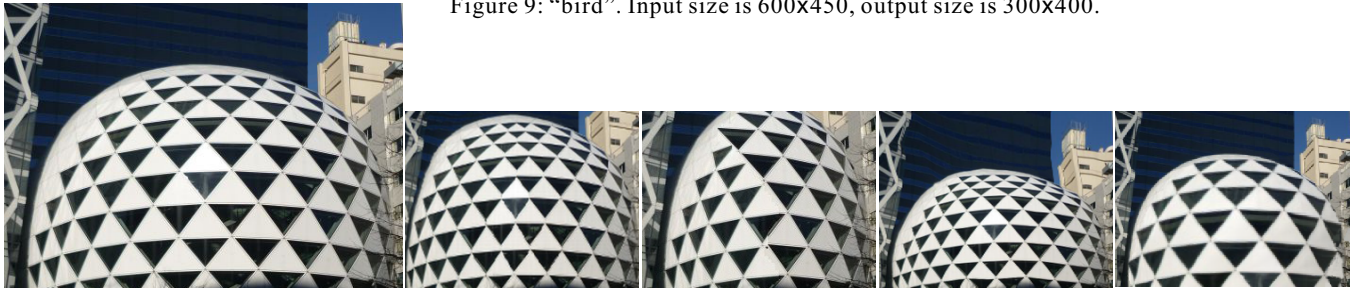 Figure 9: “bird”. Input size is 600x450, output size is 300x400.